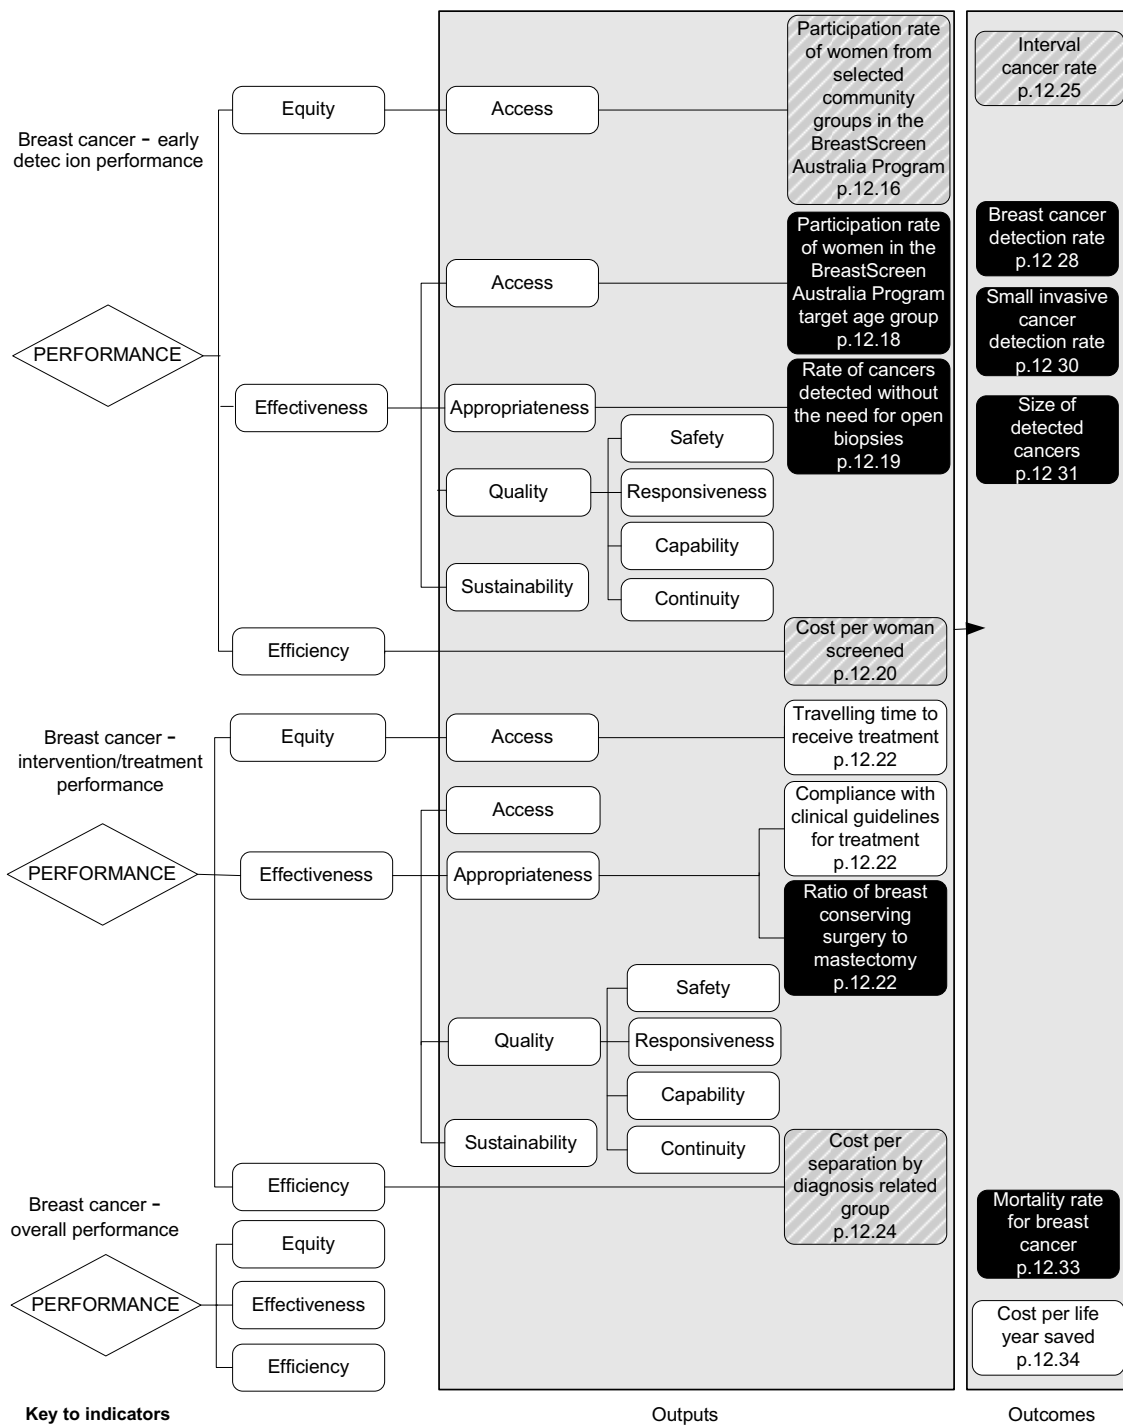 Breast cancer – early
detec ion performance
PERFORMANCE
Equity
Access
Participation rate
of women from
selected
community
groups in the
BreastScreen
Australia Program
p.12.16
Effectiveness
Access
Participation rate
of women in the
BreastScreen
Australia Program
target age group
p.12.18
Appropriateness
Rate of cancers
detected without
the need for open
biopsies
p.12.19
Quality
Safety
Responsiveness
Capability
Continuity
Sustainability
Efficiency
Cost per woman
screened
p.12.20
Breast cancer –
intervention/treatment
performance
PERFORMANCE
Equity
Access
Travelling time to
receive treatment
p.12.22
Effectiveness
Access
Appropriateness
Compliance with
clinical guidelines
for treatment
p.12.22
Ratio of breast
conserving
surgery to
mastectomy
p.12.22
Quality
Safety
Responsiveness
Capability
Continuity
Sustainability
Efficiency
Cost per
separation by
diagnosis related
group
p.12.24
Breast cancer –
overall performance
PERFORMANCE
Equity
Effectiveness
Efficiency
Interval
cancer rate
p.12.25
Breast cancer
detection rate
p.12 28
Small invasive
cancer
detection rate
p.12 30
Size of
detected
cancers
p.12 31
Mortality rate
for breast
cancer
p.12.33
Cost per life
year saved
p.12.34
Key to indicators
Outputs
Outcomes